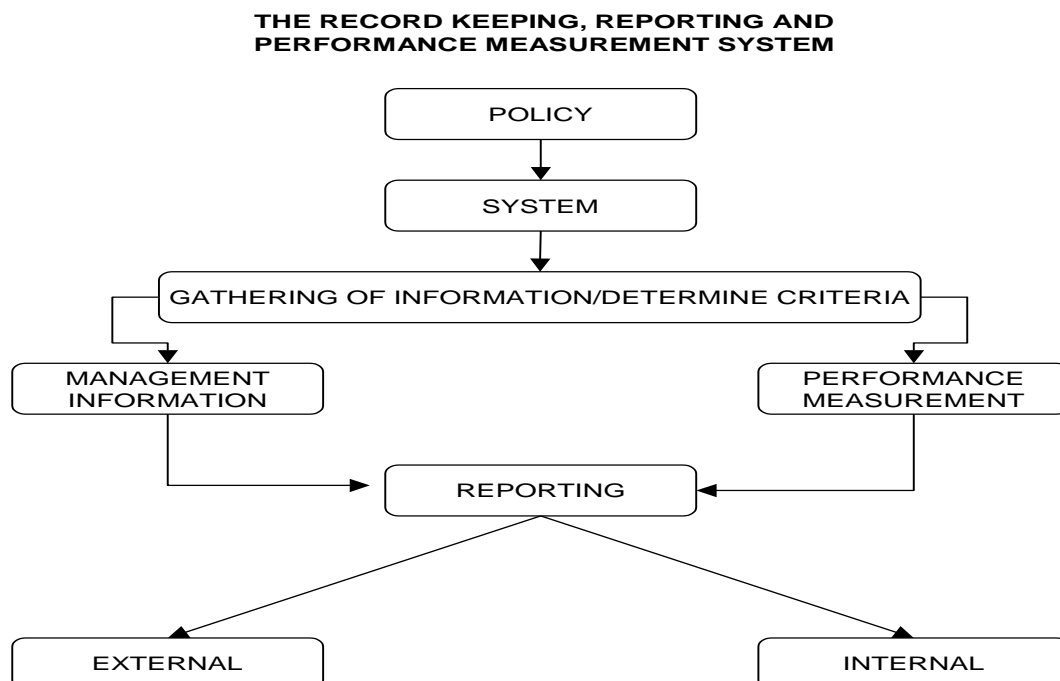 THE RECORD KEEPING, REPORTING AND
PERFORMANCE MEASUREMENT SYSTEM
POLICY
SYSTEM
GATHERING OF INFORMATION/DETERMINE CRITERIA
MANAGEMENT
INFORMATION
PERFORMANCE
MEASUREMENT
REPORTING
EXTERNAL
INTERNAL